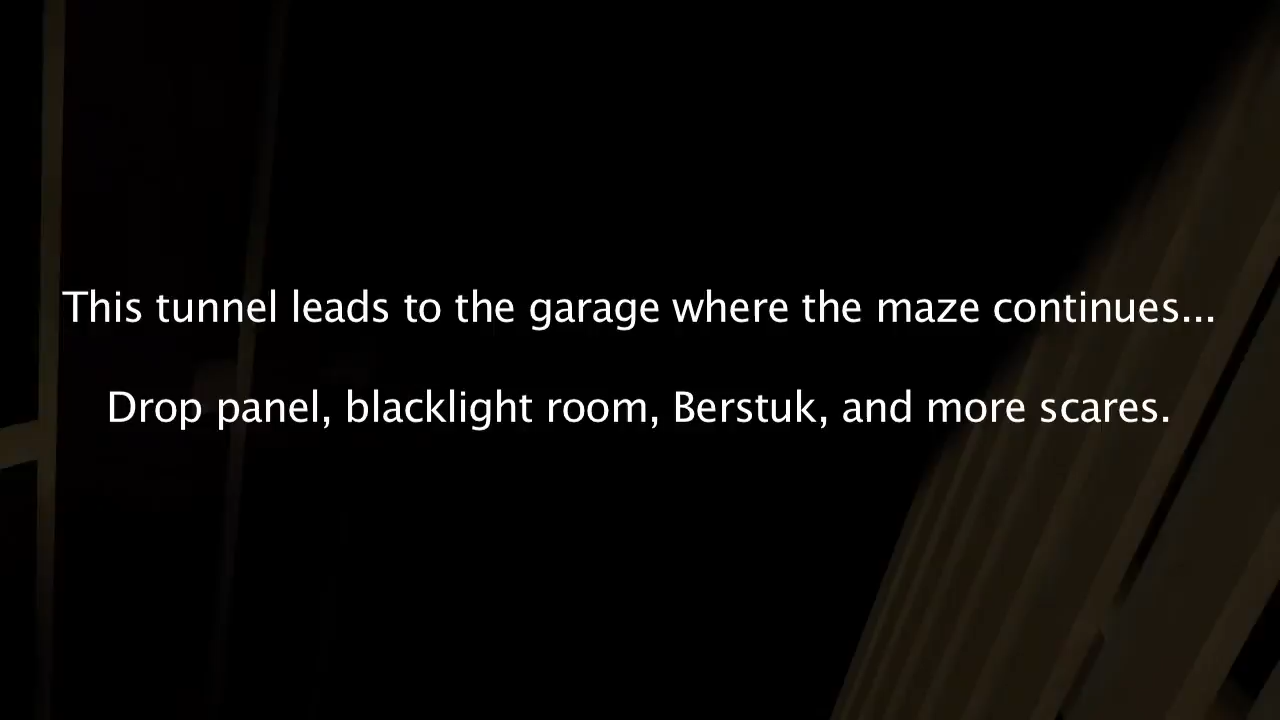 This tunnel leads to the garage where the maze continues...
Drop panel, blacklight room, Berstuk, and more scares.